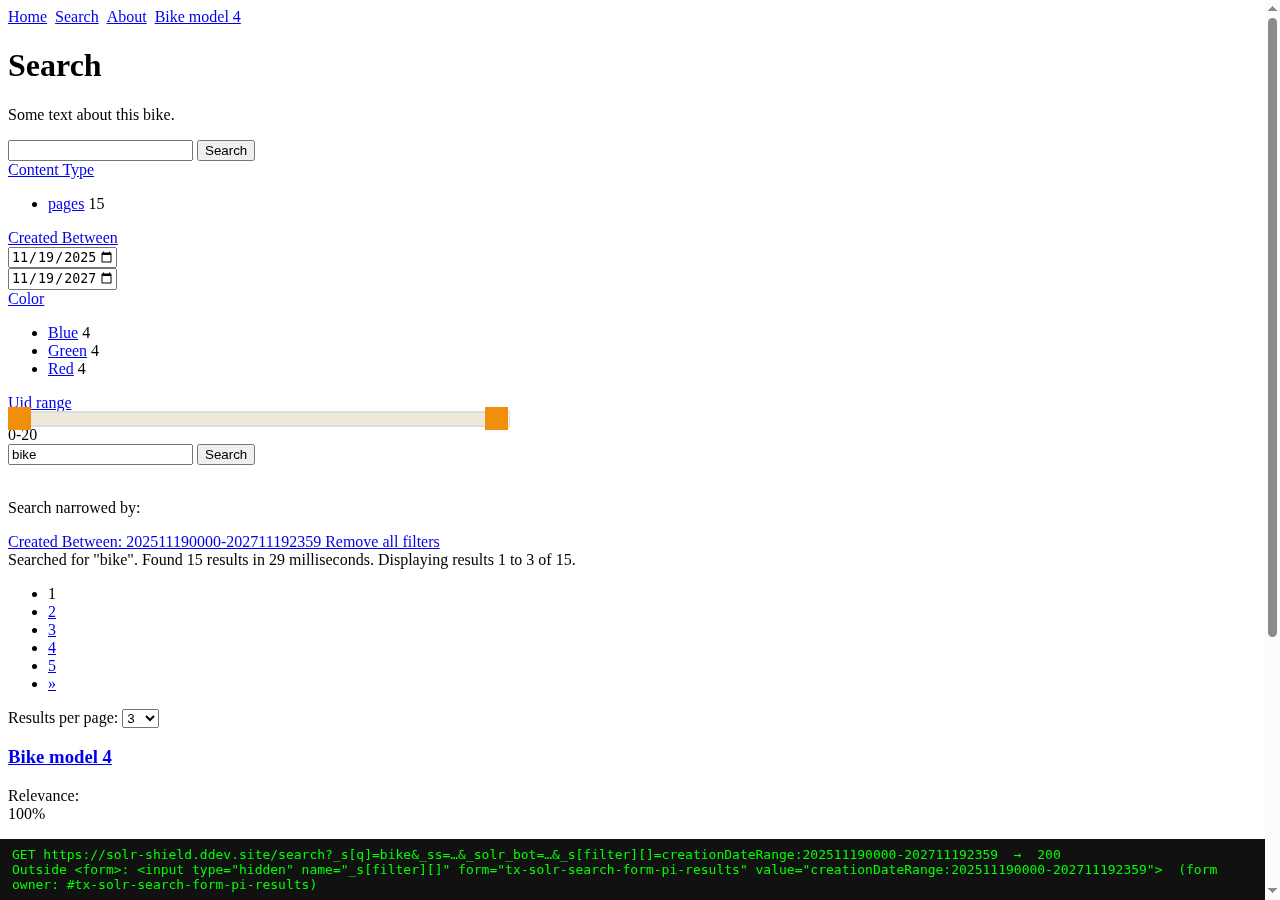 Home Search About Bike model 4
Search
Some text about this bike.
Search
Content Type
pages 15
Created Between
11/19/2025
11/19/2027
Color
Blue 4
Green 4
Red 4
Uid range
0-20
bike Search
Search narrowed by:
Created Between: 202511190000-202711192359 Remove all filters
Searched for "bike". Found 15 results in 29 milliseconds. Displaying results 1 to 3 of 15.
1
2
3
4
5
»
Results per page: 3
Bike model 4
Relevance:
100%
GET https://solr-shield.ddev.site/search?_s[q]=bike&_ss=…&_solr_bot=…&_s[filter][]=creationDateRange:202511190000-202711192359 → 200
Outside <form>: <input type="hidden" name="_s[filter][]" form="tx-solr-search-form-pi-results" value="creationDateRange:202511190000-202711192359"> (form
owner: #tx-solr-search-form-pi-results)